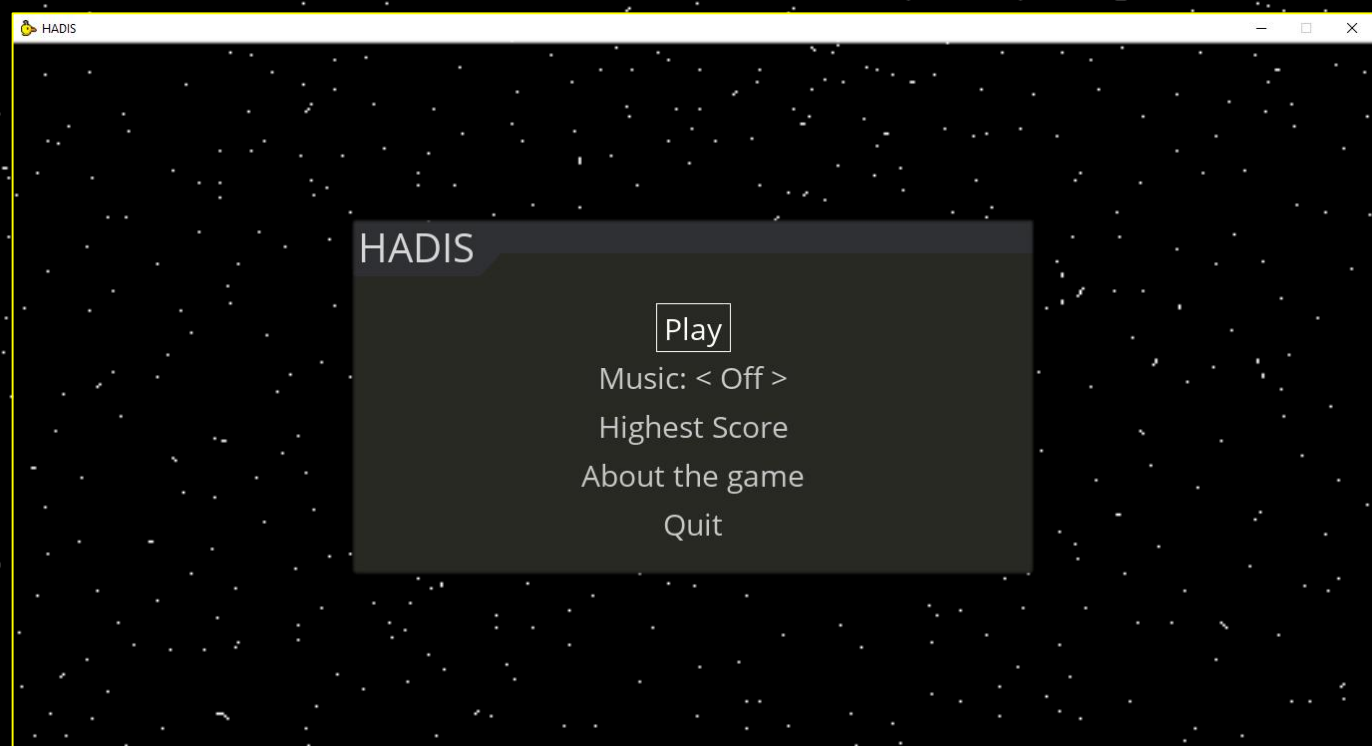 HADIS
HADIS
Play
Music: < Off >
Highest Score
About the game
Quit